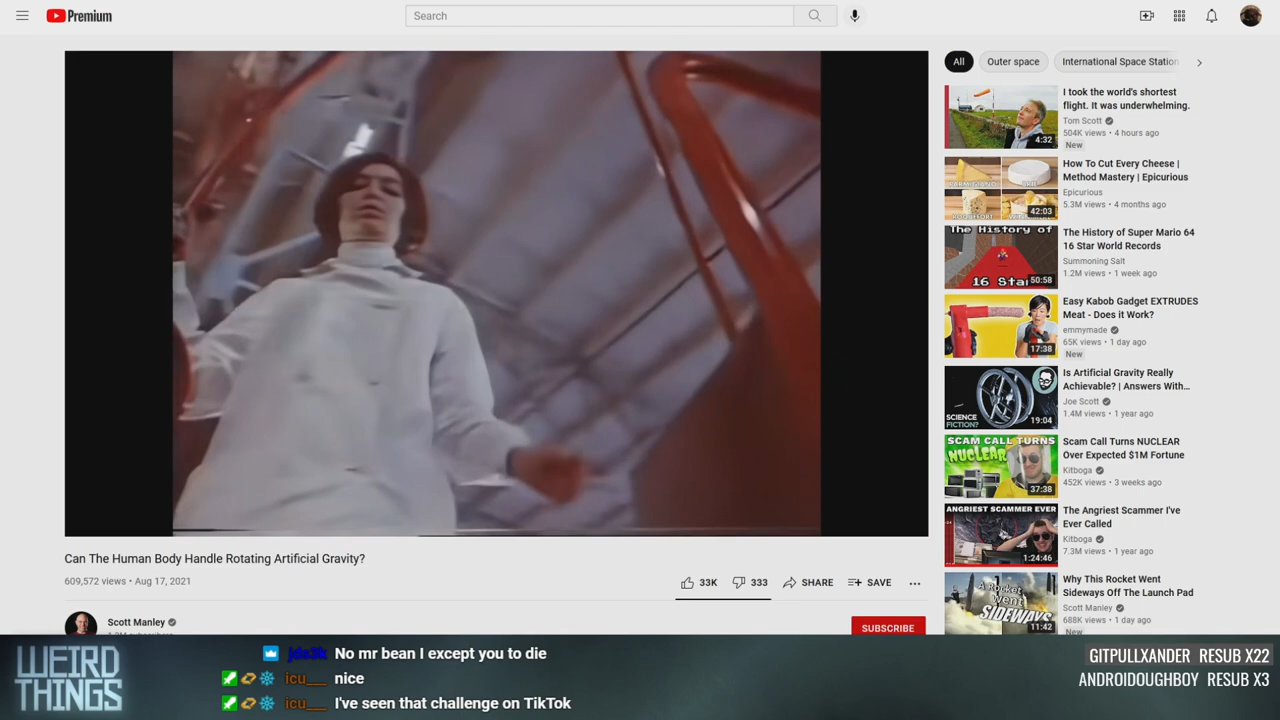 Premium
Search
All
Outer space
International Space Station
I took the world's shortest
flight. It was underwhelming.
Tom Scott
504K views • 4 hours ago
New
4:32
How To Cut Every Cheese |
Method Mastery | Epicurious
Epicurious
5.3M views • 4 months ago
42:03
The History of
16 Star
50:58
The History of Super Mario 64
16 Star World Records
Summoning Salt
1.2M views • 1 week ago
Easy Kabob Gadget EXTRUDES
Meat - Does it Work?
emmymade
65K views • 1 day ago
New
17:38
SCIENCE
FICTION?
19:04
Is Artificial Gravity Really
Achievable? | Answers With...
Joe Scott
1.4M views • 1 year ago
SCAM CALL TURNS
NUCLEAR
37:38
Scam Call Turns NUCLEAR
Over Expected $1M Fortune
Kitboga
452K views • 3 weeks ago
ANGRIEST SCAMMER EVER
1:24:46
The Angriest Scammer I've
Ever Called
Kitboga
7.3M views • 1 year ago
A Rocket
Went
SIDEWAYS
11:42
Why This Rocket Went
Sideways Off The Launch Pad
Scott Manley
688K views • 1 day ago
New
Can The Human Body Handle Rotating Artificial Gravity?
609,572 views • Aug 17, 2021
33K
333
SHARE
SAVE
Scott Manley
SUBSCRIBE
WEIRD
THINGS
No mr bean I except you to die
icu___ nice
icu___ I've seen that challenge on TikTok
GITPULLXANDER RESUB X22
ANDROIDOUGHBOY RESUB X3